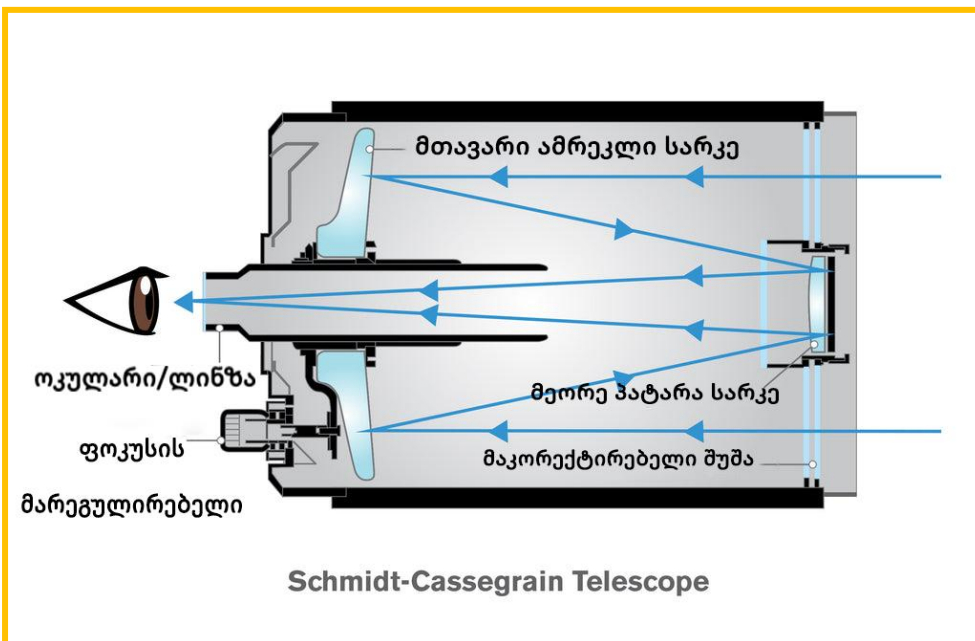 მთავარი ამრეკლი სარკე
ოკულარი/ლინზა
მეორე პატარა სარკე
ფოკუსის
მარეგულირებელი
მაკორექტირებელი შუშა
Schmidt-Cassegrain Telescope